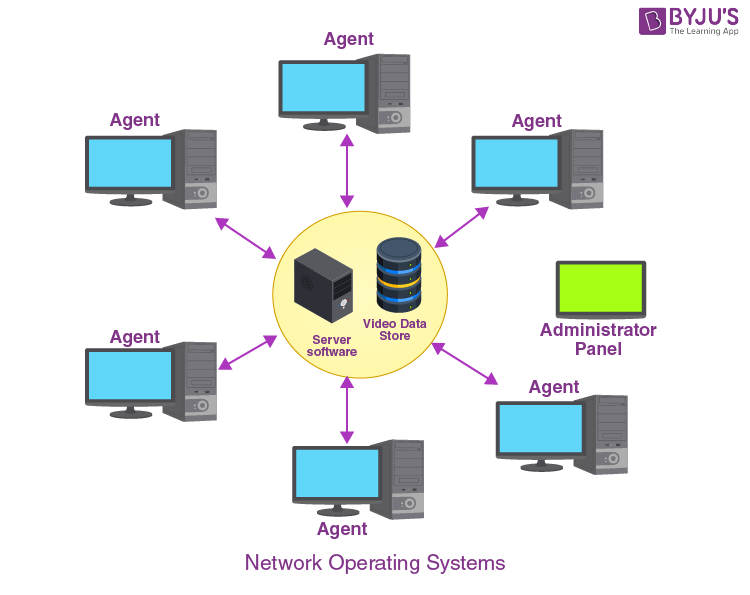 BYJU'S
The Learning App
Agent
Agent
Agent
Server
software
Video Data
Store
Administrator
Panel
Agent
Agent
Agent
Network Operating Systems